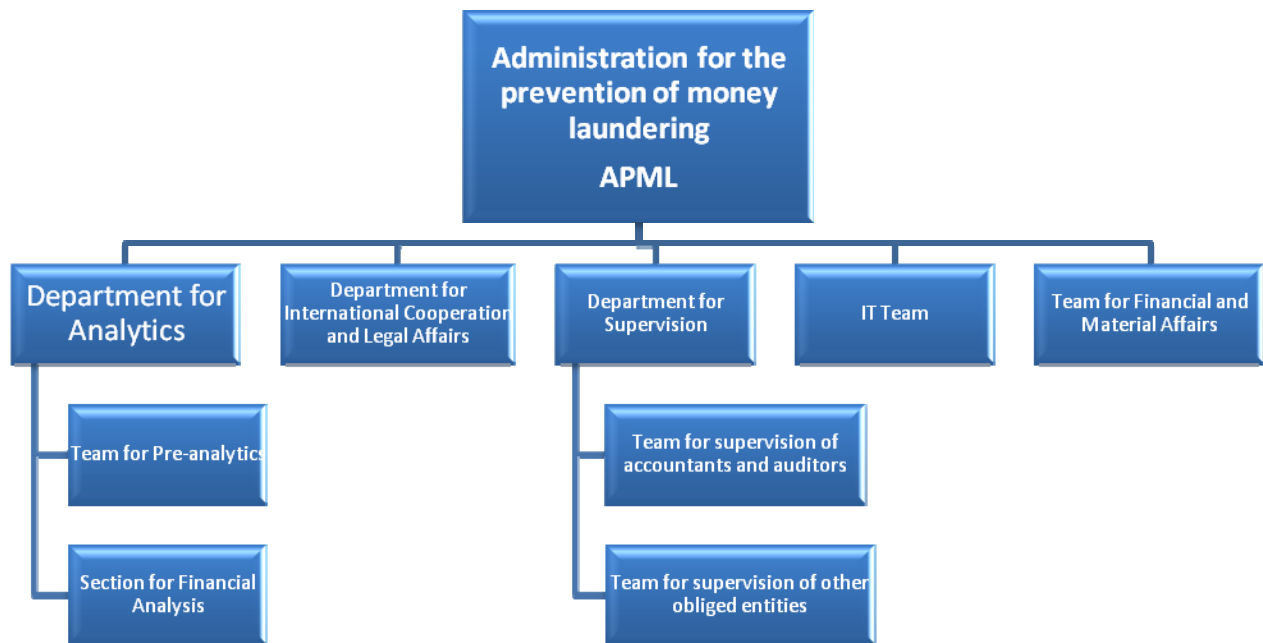 Administration for the
prevention of money
laundering
APML
Department for
Analytics
Department for
International Cooperation
and Legal Affairs
Department for
Supervision
IT Team
Team for Financial and
Material Affairs
Team for Pre-analytics
Section for Financial
Analysis
Team for supervision of
accountants and auditors
Team for supervision of other
obliged entities